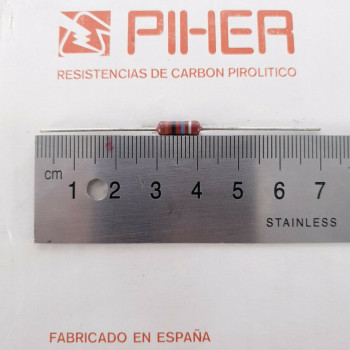 PIHER
RESISTENCIAS DE CARBON PIROLITICO
cm 1 2 3 4 5 6 7
STAINLESS
FABRICADO EN ESPAÑA